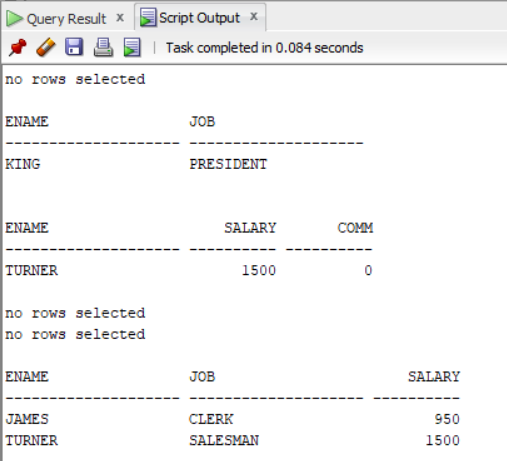 Query Result x Script Output x
Task completed in 0.084 seconds
no rows selected
ENAME JOB
-------------------- --------------------
KING PRESIDENT
ENAME SALARY COMM
-------------------- ---------- ----------
TURNER 1500 0
no rows selected
no rows selected
ENAME JOB SALARY
-------------------- -------------------- ----------
JAMES CLERK 950
TURNER SALESMAN 1500